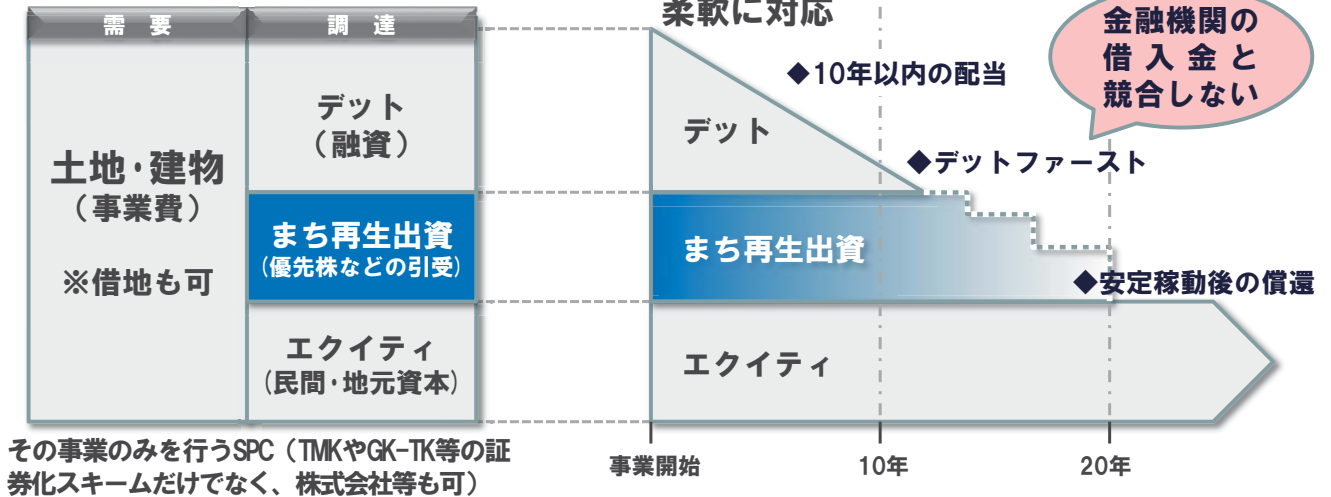 需要
調達
土地・建物
（事業費）
※借地も可
デット
（融資）
まち再生出資
(優先株などの引受)
エクイティ
(民間・地元資本)
その事業のみを行うSPC（TMKやGK-TK等の証
券化スキームだけでなく、株式会社等も可）
柔軟に対応
◆10年以内の配当
金融機関の
借入金と
競合しない
デット
◆デットファースト
まち再生出資
◆安定稼動後の償還
エクイティ
事業開始
10年
20年